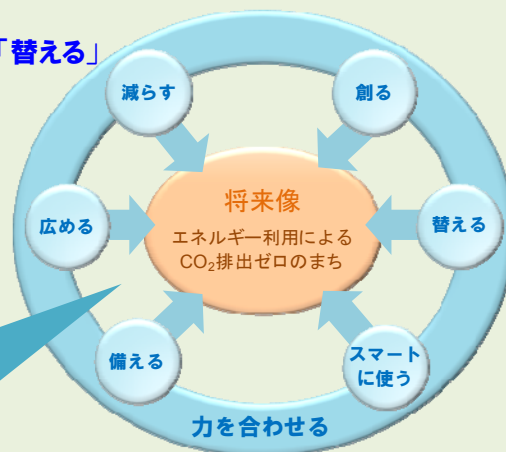 「替える」
減らす
創る
将来像
エネルギー利用による
CO₂排出ゼロのまち
広める
替える
備える
スマート
に使う
力を合わせる